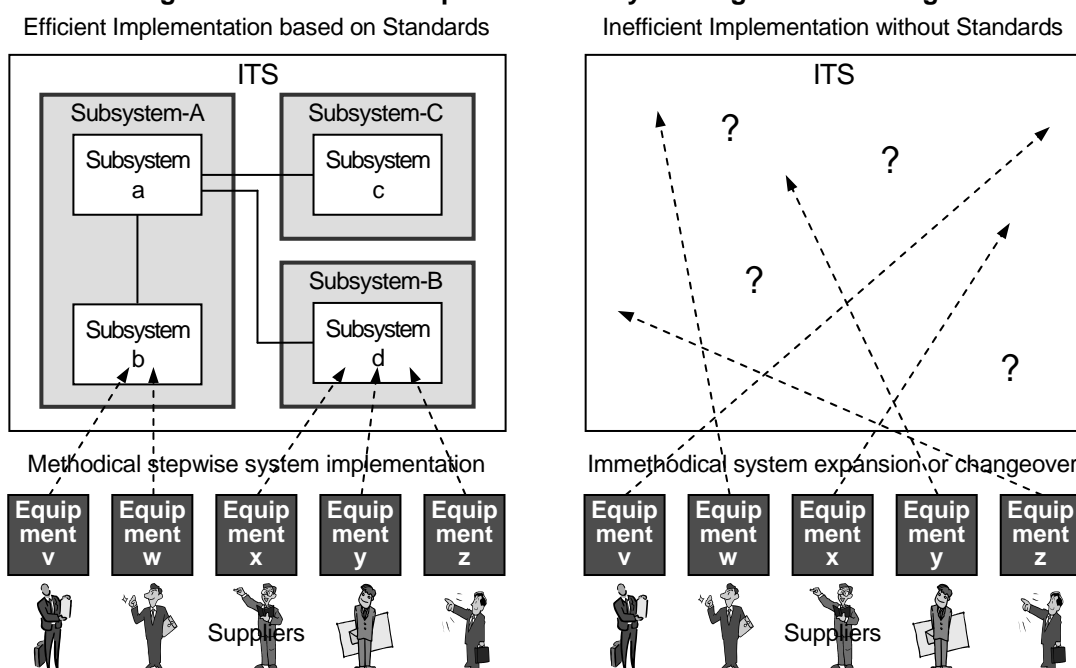 Efficient Implementation based on Standards
ITS
Subsystem-A
Subsystem
a
Subsystem
b
Subsystem-C
Subsystem
c
Subsystem-B
Subsystem
d
Methodical stepwise system implementation
Equip
ment
v
Equip
ment
w
Equip
ment
x
Equip
ment
y
Equip
ment
z
Suppliers
Inefficient Implementation without Standards
ITS
?
?
?
?
Immethodical system expansion or changeover
Equip
ment
v
Equip
ment
w
Equip
ment
x
Equip
ment
y
Equip
ment
z
Suppliers